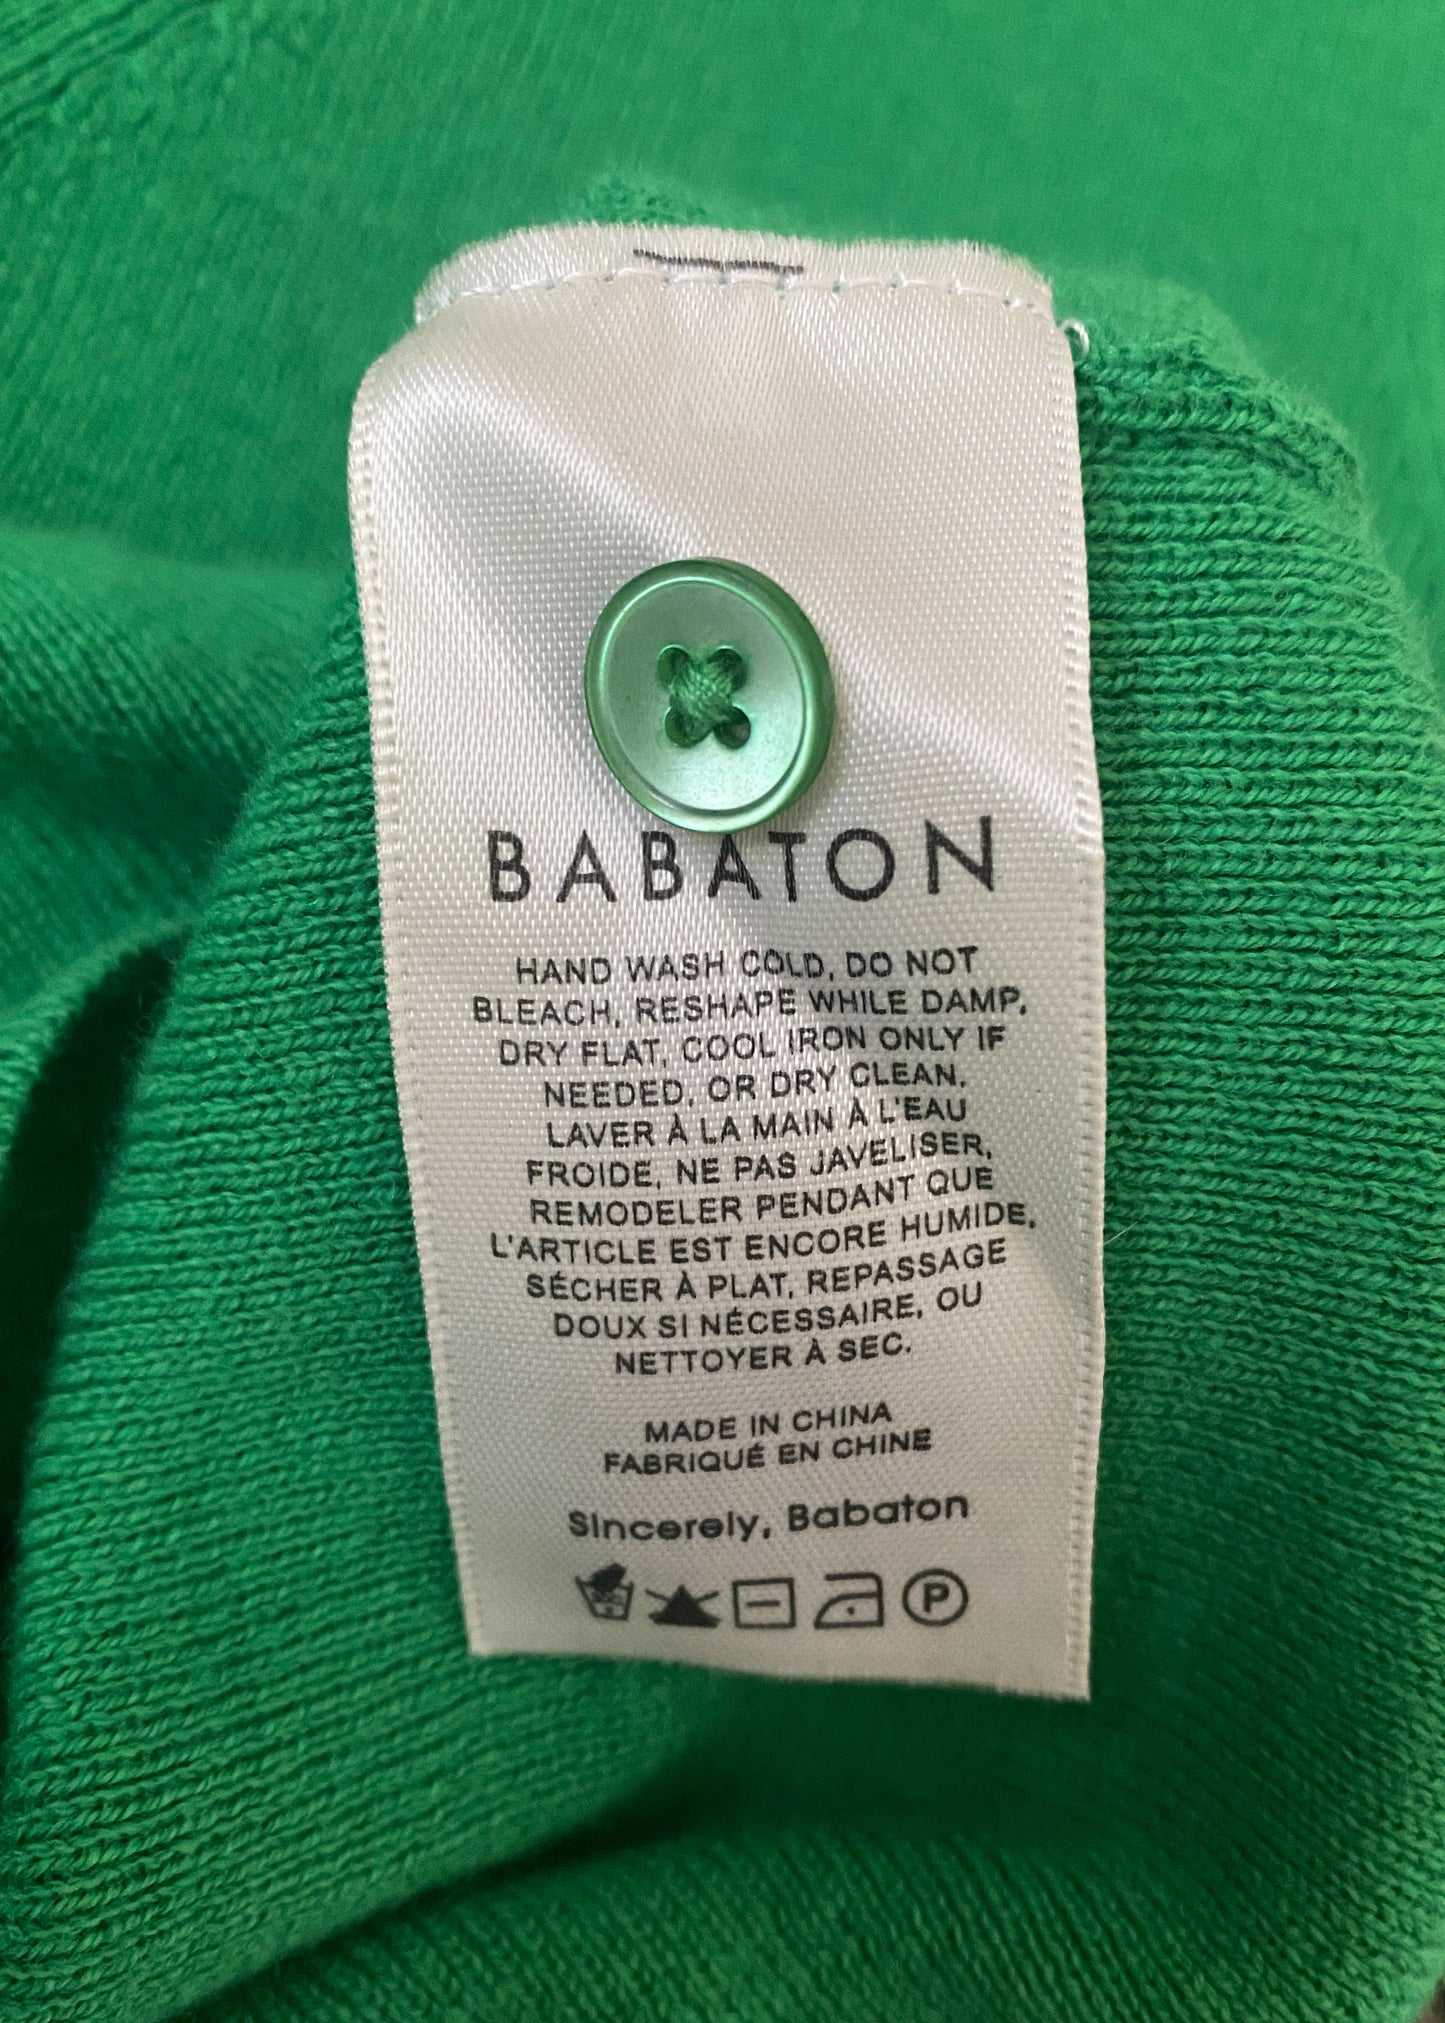 BABATON
HAND WASH COLD, DO NOT
BLEACH, RESHAPE WHILE DAMP,
DRY FLAT, COOL IRON ONLY IF
NEEDED, OR DRY CLEAN.
LAVER À LA MAIN À L'EAU
FROIDE, NE PAS JAVELISER,
REMODELER PENDANT QUE
L'ARTICLE EST ENCORE HUMIDE,
SÉCHER À PLAT, REPASSAGE
DOUX SI NÉCESSAIRE, OU
NETTOYER À SEC.
MADE IN CHINA
FABRIQUÉ EN CHINE
Sincerely, Babaton
P